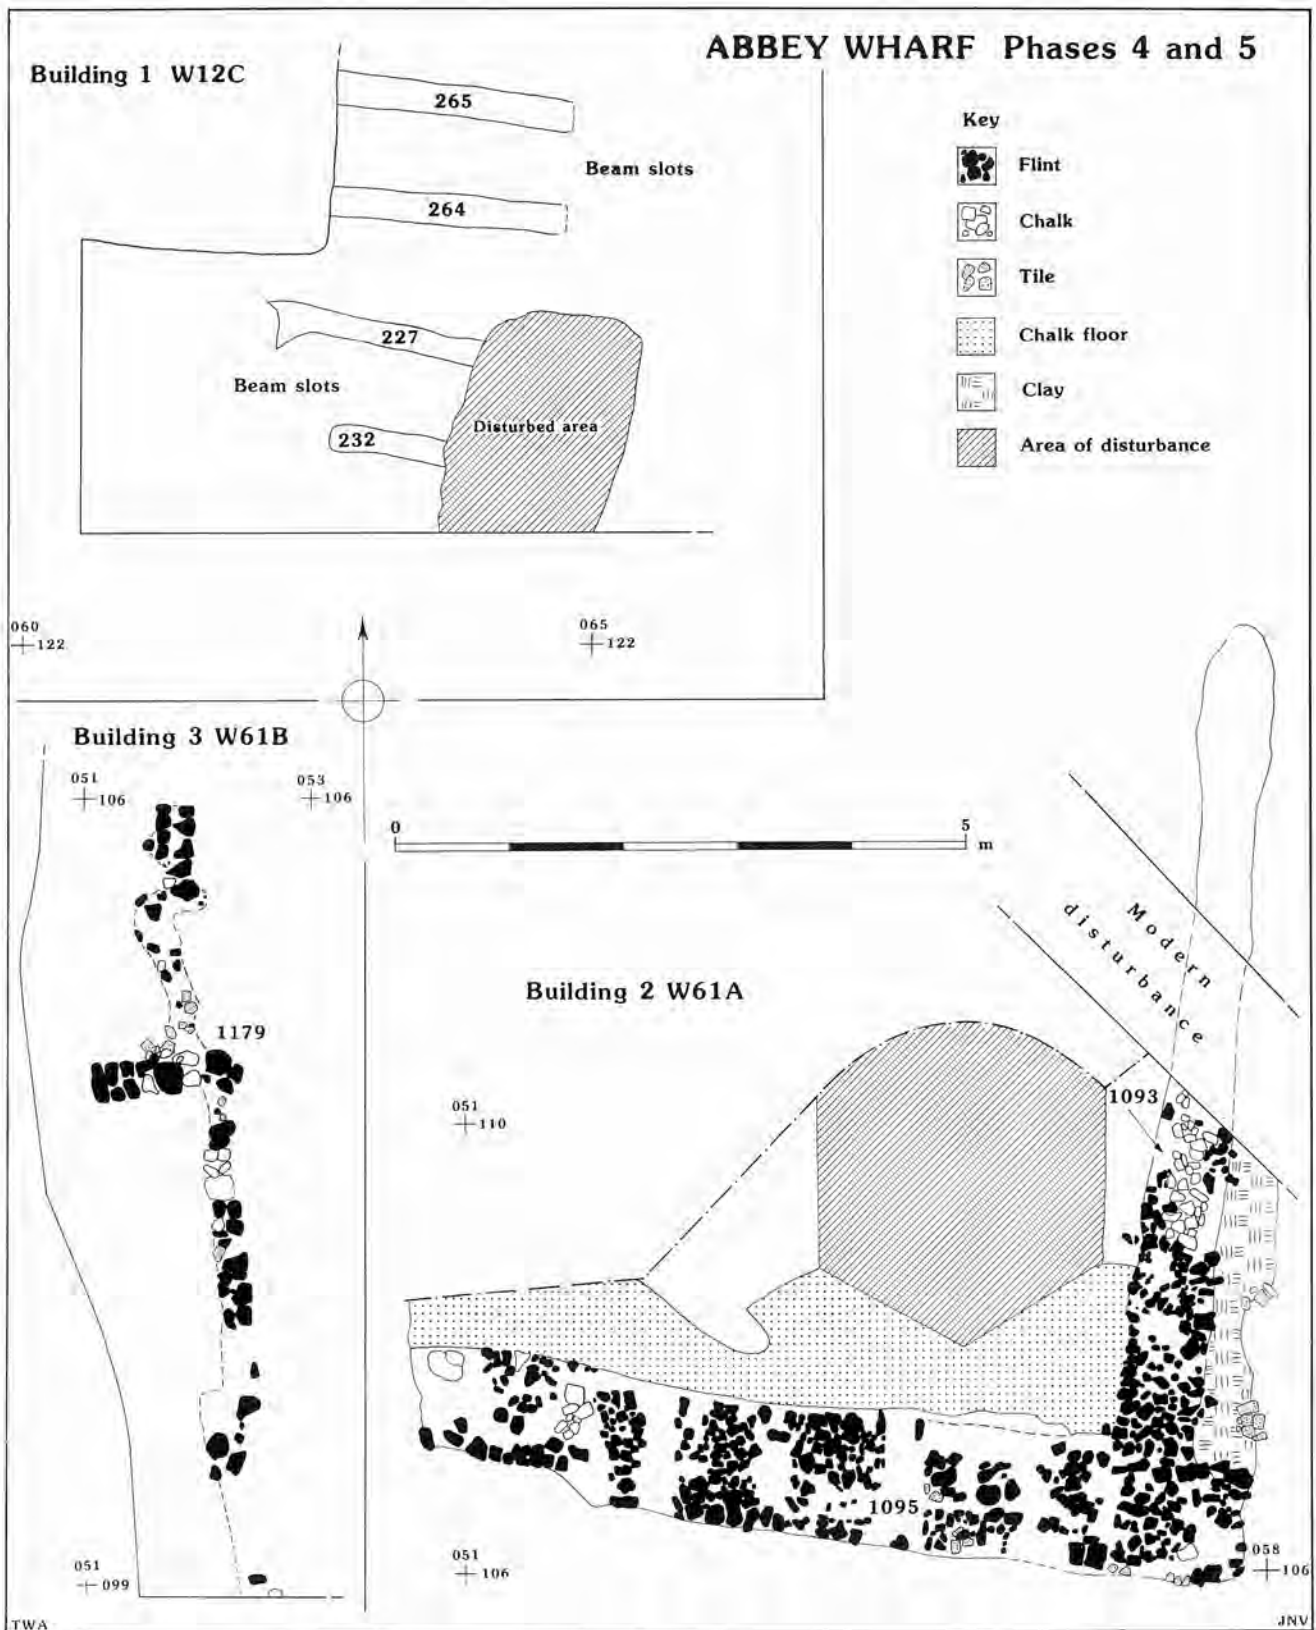 ABBEY WHARF Phases 4 and 5
Building 1 W12C
265
Beam slots
264
227
Beam slots
232
Disturbed area
Key
Flint
Chalk
Tile
Chalk floor
Clay
Area of disturbance
060
122
065
122
Building 3 W61B
051
106
053
106
1179
051
099
0
5
m
Modern
disturbance
Building 2 W61A
051
110
1093
1095
051
106
058
106
TWA
JNV